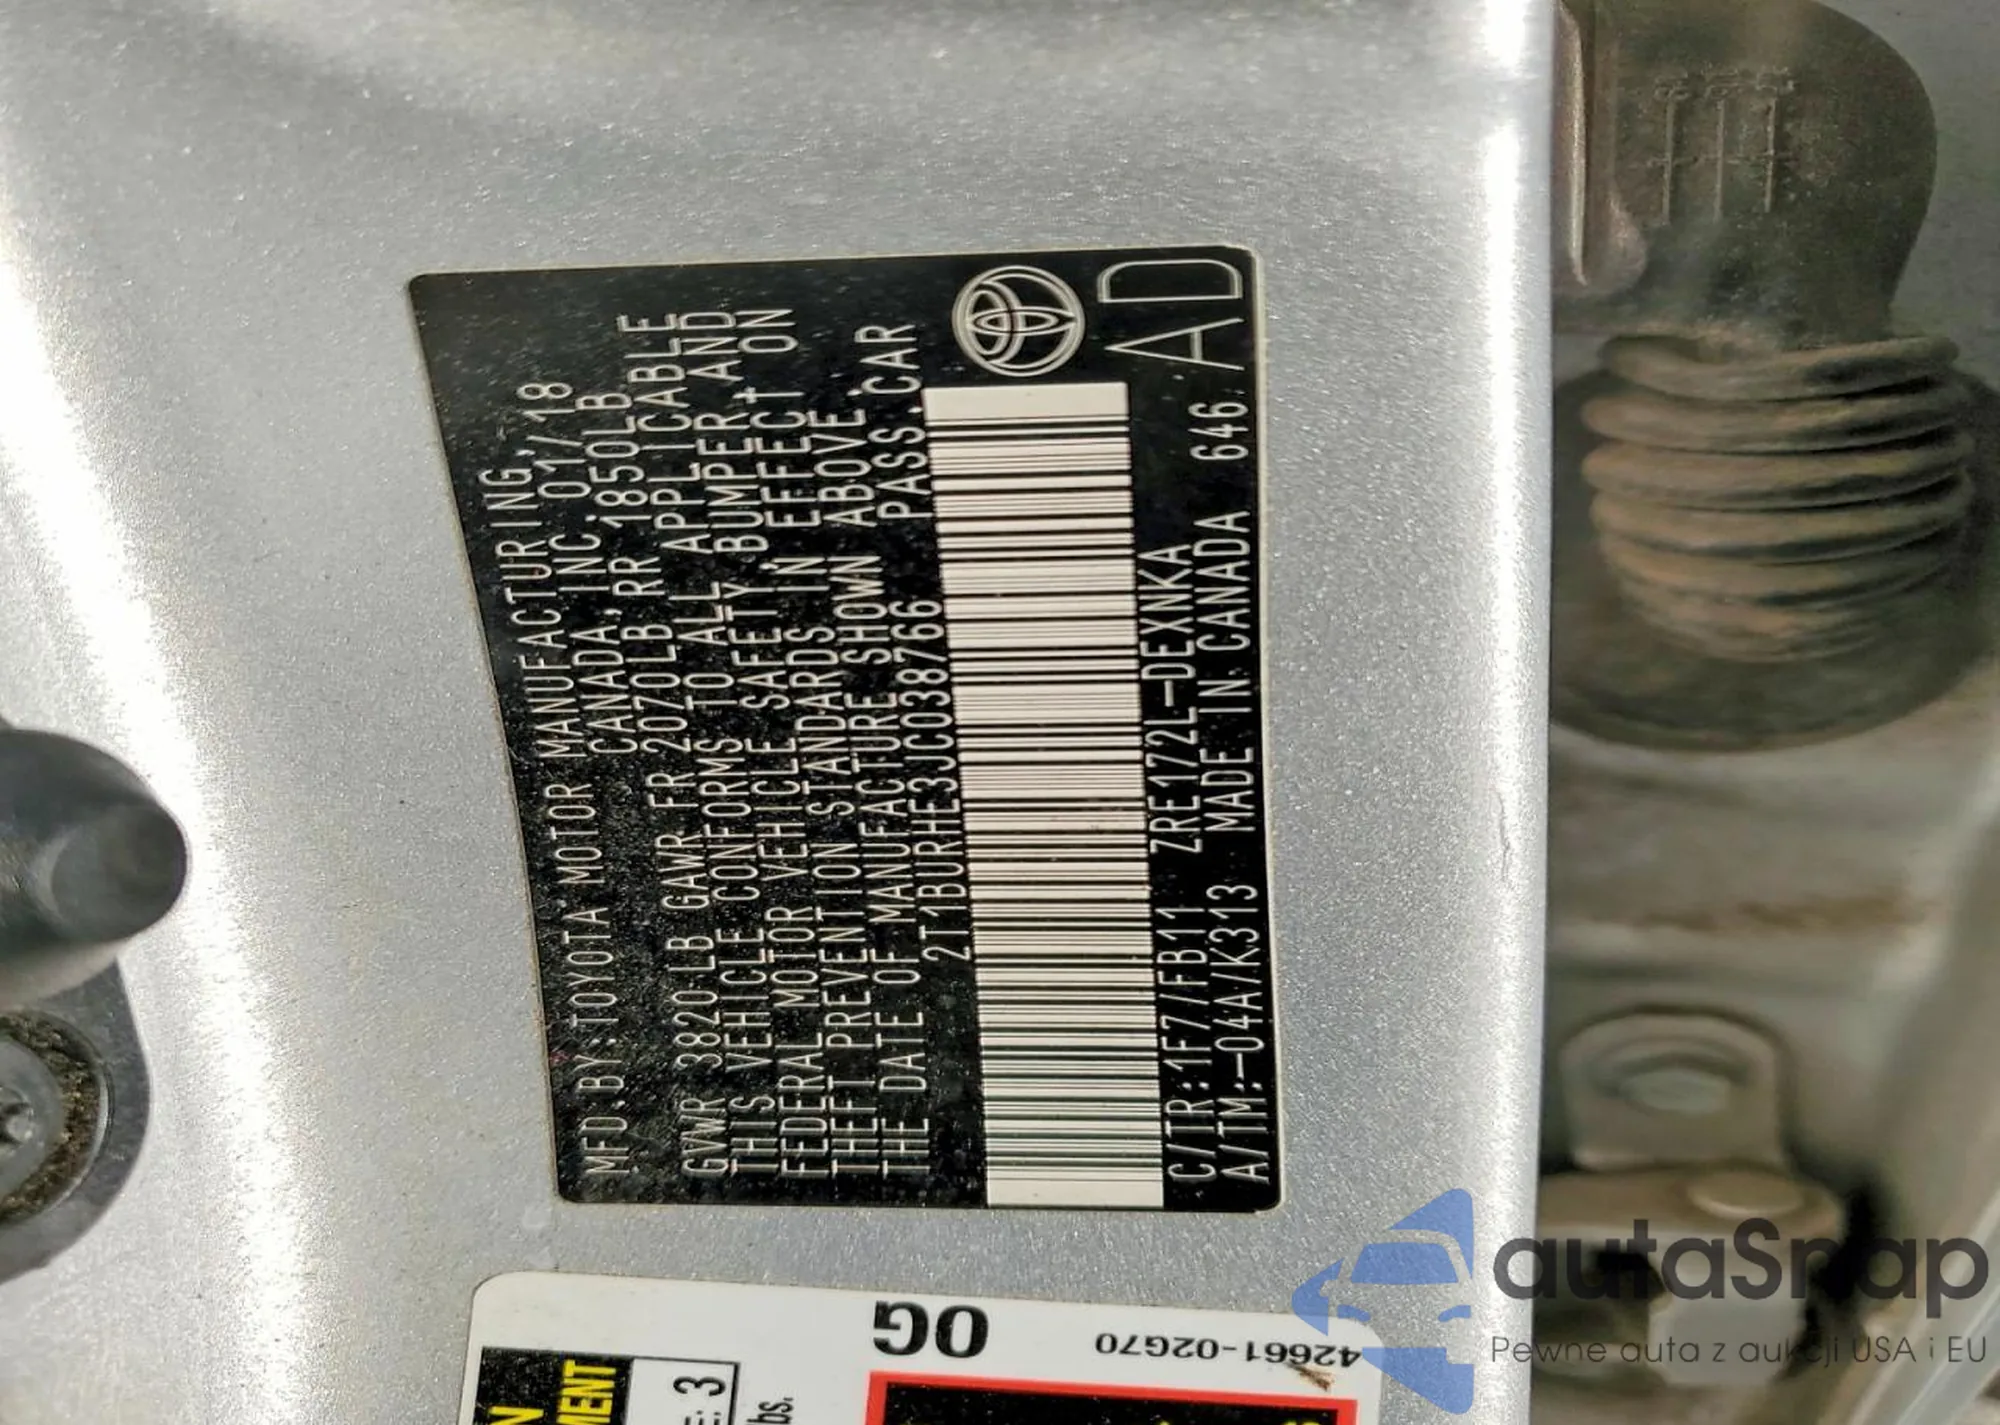 MFD.BY:TOYOTA MOTOR MANUFACTURING,
CANADA, INC. 01/18
GVWR 3820 LB GAWR FR 2070LB RR 1850LB
THIS VEHICLE CONFORMS TO ALL APPLICABLE
FEDERAL MOTOR VEHICLE SAFETY,BUMPER, AND
THEFT PREVENTION STANDARDS IN EFFECT ON
THE DATE OF MANUFACTURE SHOWN ABOVE.
2T1BURHE3JC038766 PASS.CAR
C/TR:1F7/FB11 ZRE172L-DEXNKA
A/TM:-04A/K313 MADE IN CANADA 646
AD
0G
42661-02G70
E: 3
autaSnap
Pewne auta z aukcji USA i EU